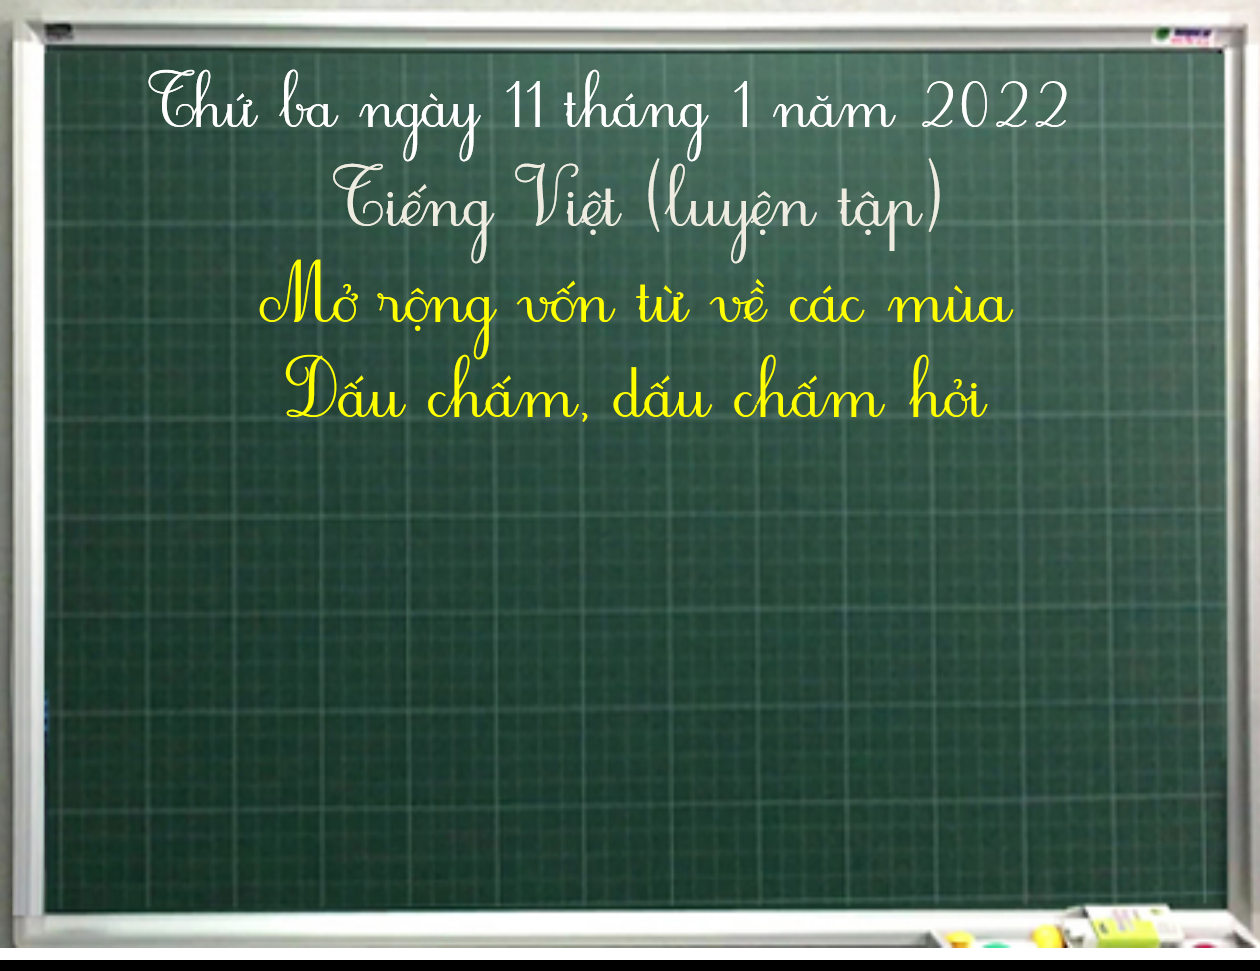 Thứ ba ngày 11 tháng 1 năm 2022
Tiếng Việt (luyện tập)
Mở rộng vốn từ về các mùa
Dấu chấm, dấu chấm hỏi